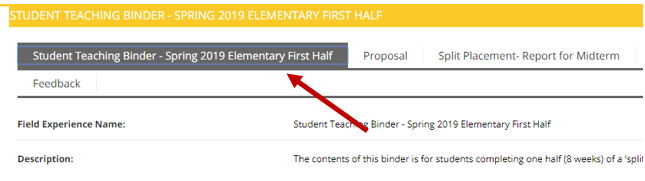 STUDENT TEACHING BINDER - SPRING 2019 ELEMENTARY FIRST HALF
Student Teaching Binder - Spring 2019 Elementary First Half Proposal Split Placement- Report for Midterm
Feedback
Field Experience Name: Student Teaching Binder - Spring 2019 Elementary First Half
Description: The contents of this binder is for students completing one half (8 weeks) of a 'split